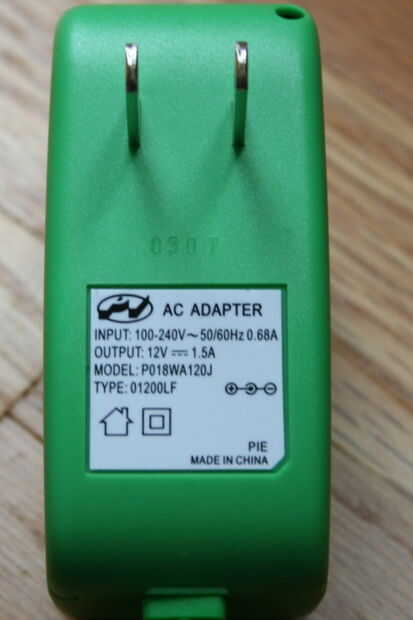 0307
AC ADAPTER
INPUT: 100-240V～50/60Hz 0.68A
OUTPUT: 12V ⎓ 1.5A
MODEL: P018WA120J
TYPE: 01200LF
PIE
MADE IN CHINA